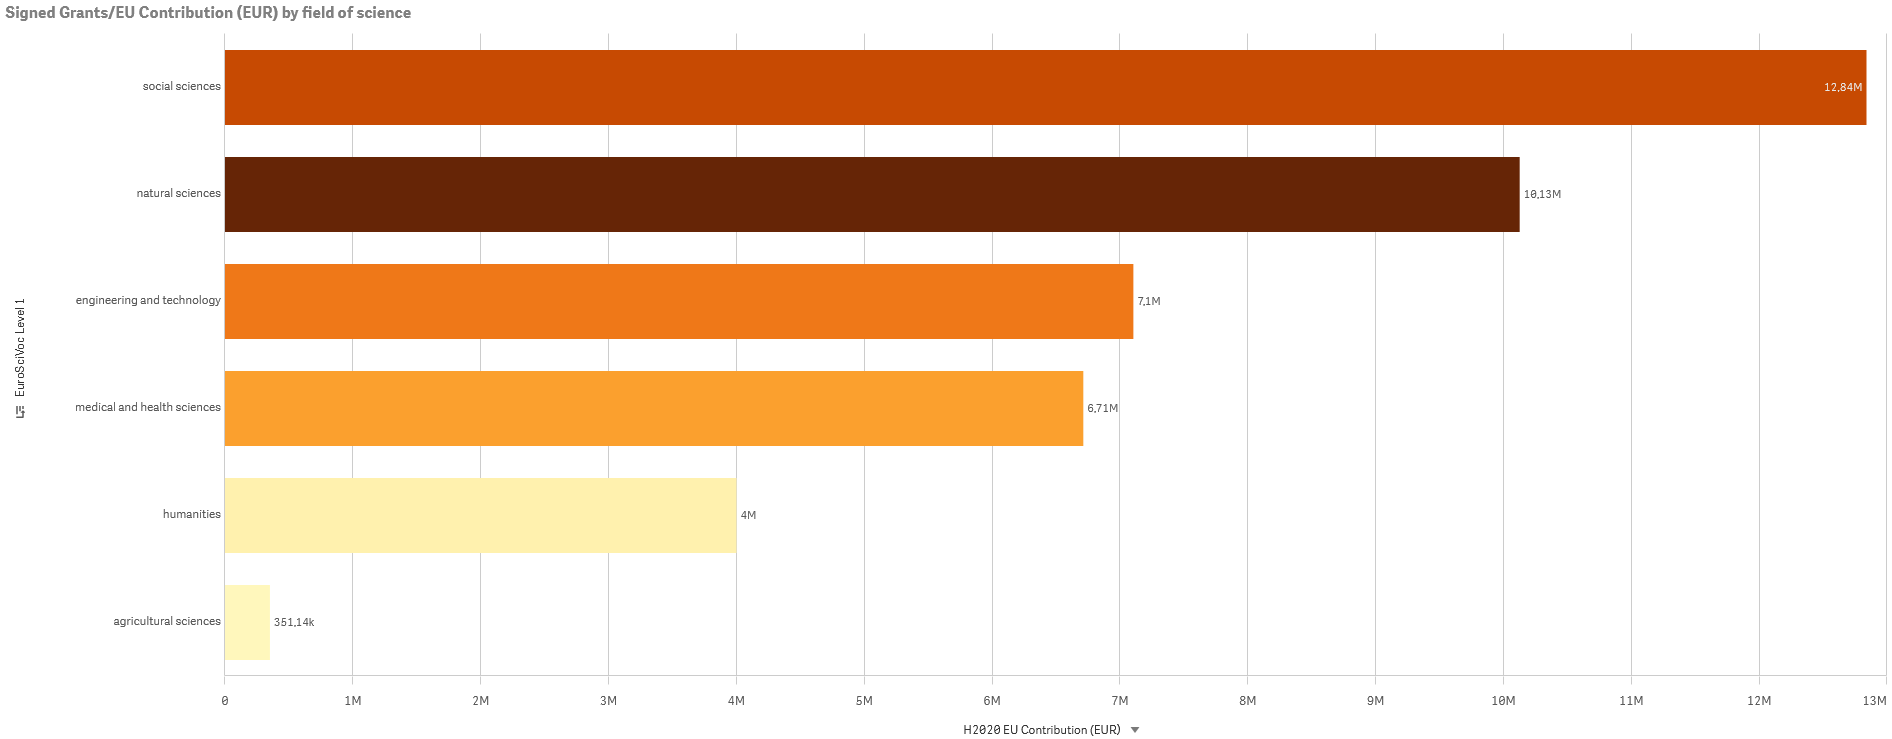 Signed Grants/EU Contribution (EUR) by field of science
EuroSciVoc Level 1
social sciences
12,84M
natural sciences
10,13M
engineering and technology
7,1M
medical and health sciences
6,71M
humanities
4M
agricultural sciences
351,14k
0 1M 2M 3M 4M 5M 6M 7M 8M 9M 10M 11M 12M 13M
H2020 EU Contribution (EUR)